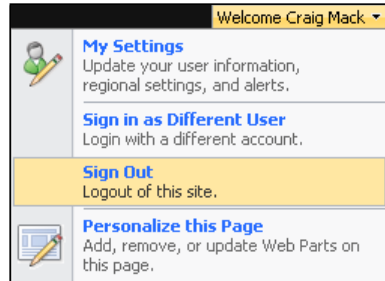 Welcome Craig Mack
My Settings
Update your user information,
regional settings, and alerts.
Sign in as Different User
Login with a different account.
Sign Out
Logout of this site.
Personalize this Page
Add, remove, or update Web Parts on
this page.